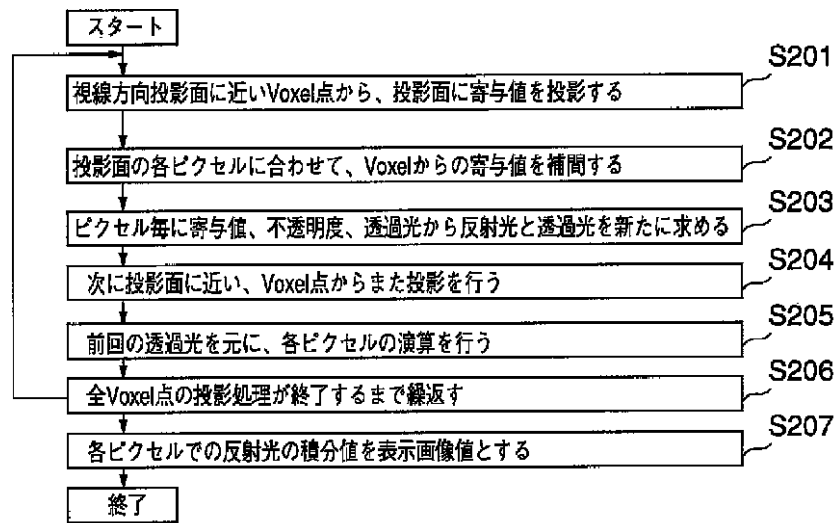 スタート
S201
視線方向投影面に近いVoxel点から、投影面に寄与値を投影する
S202
投影面の各ピクセルに合わせて、Voxelからの寄与値を補間する
S203
ピクセル毎に寄与値、不透明度、透過光から反射光と透過光を新たに求める
S204
次に投影面に近い、Voxel点からまた投影を行う
S205
前回の透過光を元に、各ピクセルの演算を行う
S206
全Voxel点の投影処理が終了するまで繰返す
S207
各ピクセルでの反射光の積分値を表示画像値とする
終了